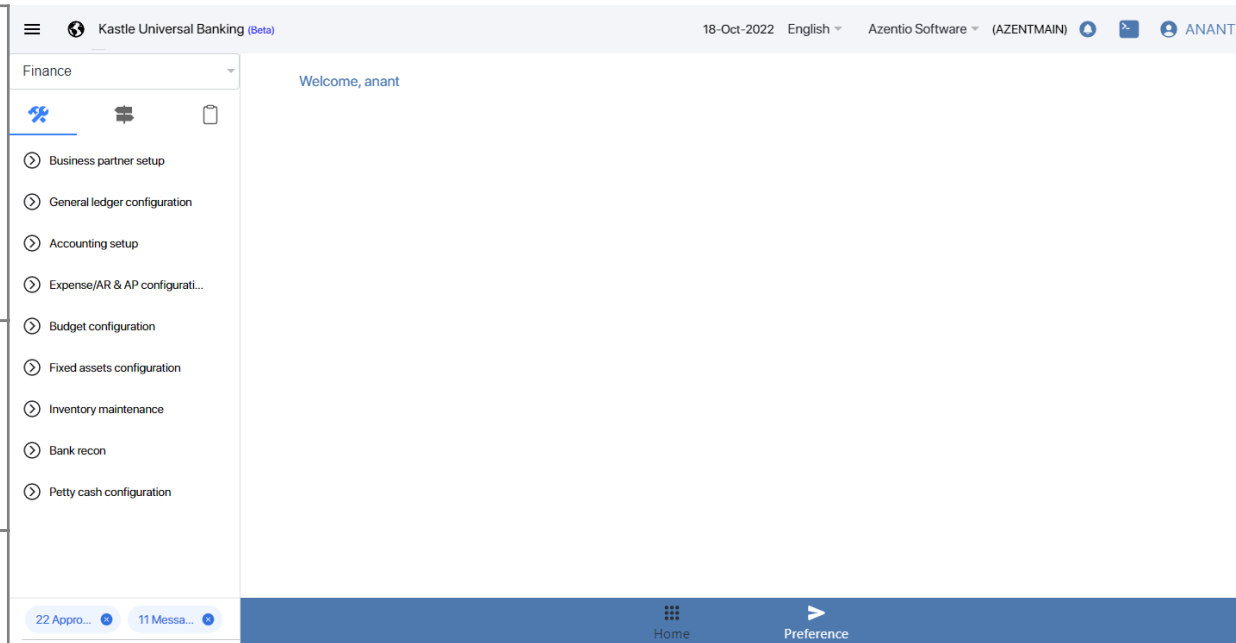 Kastle Universal Banking (Beta) 18-Oct-2022 English Azentio Software (AZENTMAIN) ANANT
Finance
Welcome, anant
Business partner setup
General ledger configuration
Accounting setup
Expense/AR & AP configurati...
Budget configuration
Fixed assets configuration
Inventory maintenance
Bank recon
Petty cash configuration
22 Appro... 11 Messa...
Home Preference